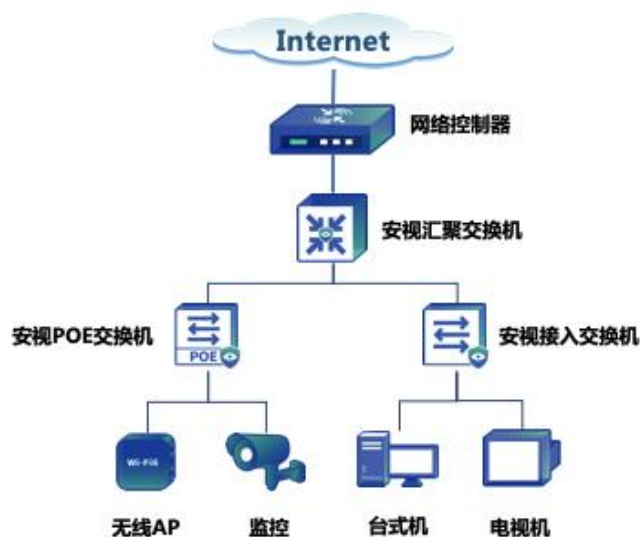 Internet
网络控制器
安视汇聚交换机
安视POE交换机
POE
安视接入交换机
Wi-Fi6
无线AP
监控
台式机
电视机